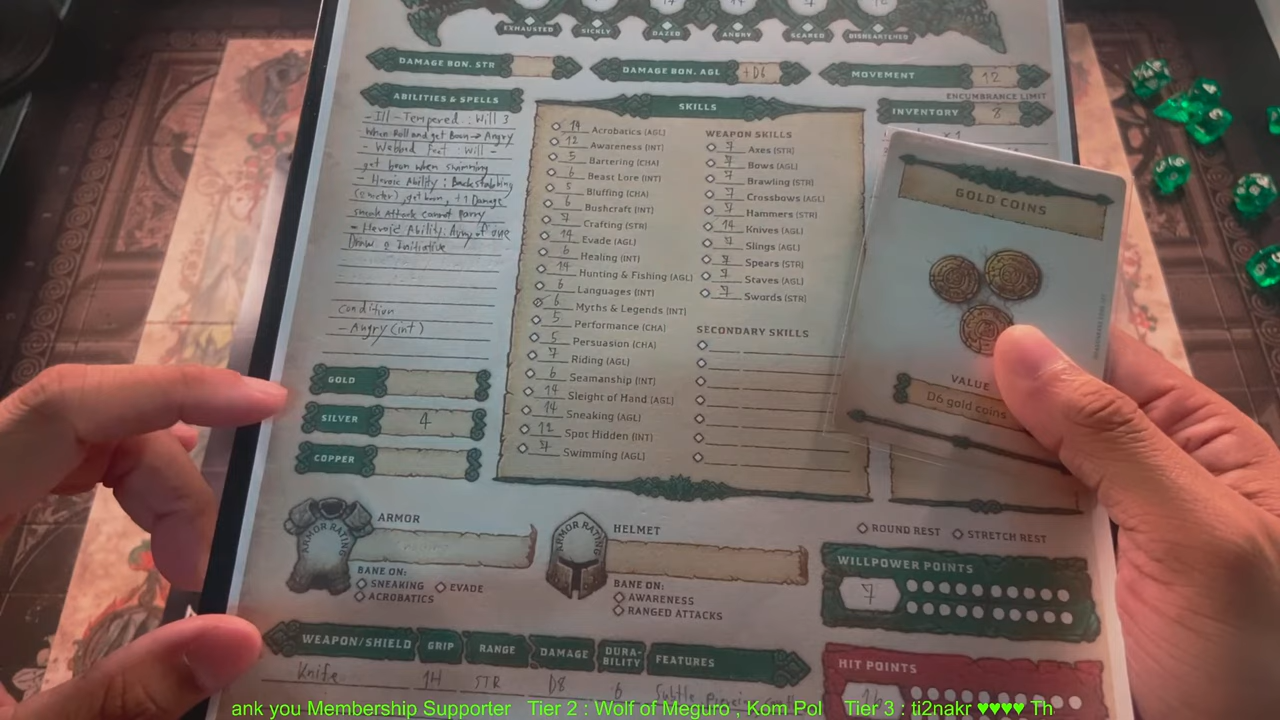 EXHAUSTED SICKLY DAZED ANGRY SCARED DISHEARTENED
DAMAGE BON. STR
DAMAGE BON. AGL +D6
MOVEMENT 12
ABILITIES & SPELLS
- Ill-Tempered : Will 3
When Roll and get Boon → Angry
- Webbed Feet : Will -
get boon when swimming
- Heroic Ability : Backstabbing
get boon, +1 Damage
sneak Attack cannot Parry
- Heroic Ability : Army of one
Draw 2 Initiative
condition
- Angry (int)
GOLD
SILVER 4
COPPER
SKILLS
14 Acrobatics (AGL)
12 Awareness (INT)
5 Bartering (CHA)
6 Beast Lore (INT)
5 Bluffing (CHA)
6 Bushcraft (INT)
7 Crafting (STR)
14 Evade (AGL)
6 Healing (INT)
14 Hunting & Fishing (AGL)
6 Languages (INT)
6 Myths & Legends (INT)
5 Performance (CHA)
5 Persuasion (CHA)
7 Riding (AGL)
6 Seamanship (INT)
14 Sleight of Hand (AGL)
14 Sneaking (AGL)
12 Spot Hidden (INT)
7 Swimming (AGL)
WEAPON SKILLS
7 Axes (STR)
7 Bows (AGL)
7 Brawling (STR)
7 Crossbows (AGL)
7 Hammers (STR)
14 Knives (AGL)
7 Slings (AGL)
7 Spears (STR)
7 Staves (AGL)
7 Swords (STR)
SECONDARY SKILLS
ENCUMBRANCE LIMIT
INVENTORY 8
GOLD COINS
VALUE
D6 gold coins
ARMOR RATING
ARMOR
BANE ON:
SNEAKING EVADE
ACROBATICS
ARMOR RATING
HELMET
BANE ON:
AWARENESS
RANGED ATTACKS
ROUND REST STRETCH REST
WILLPOWER POINTS
7
HIT POINTS
WEAPON/SHIELD GRIP RANGE DAMAGE DURA-BILITY FEATURES
Knife 1H STR D8 6 Subtle
ank you Membership Supporter Tier 2 : Wolf of Meguro , Kom Pol Tier 3 : ti2nakr ♥♥♥♥ Th